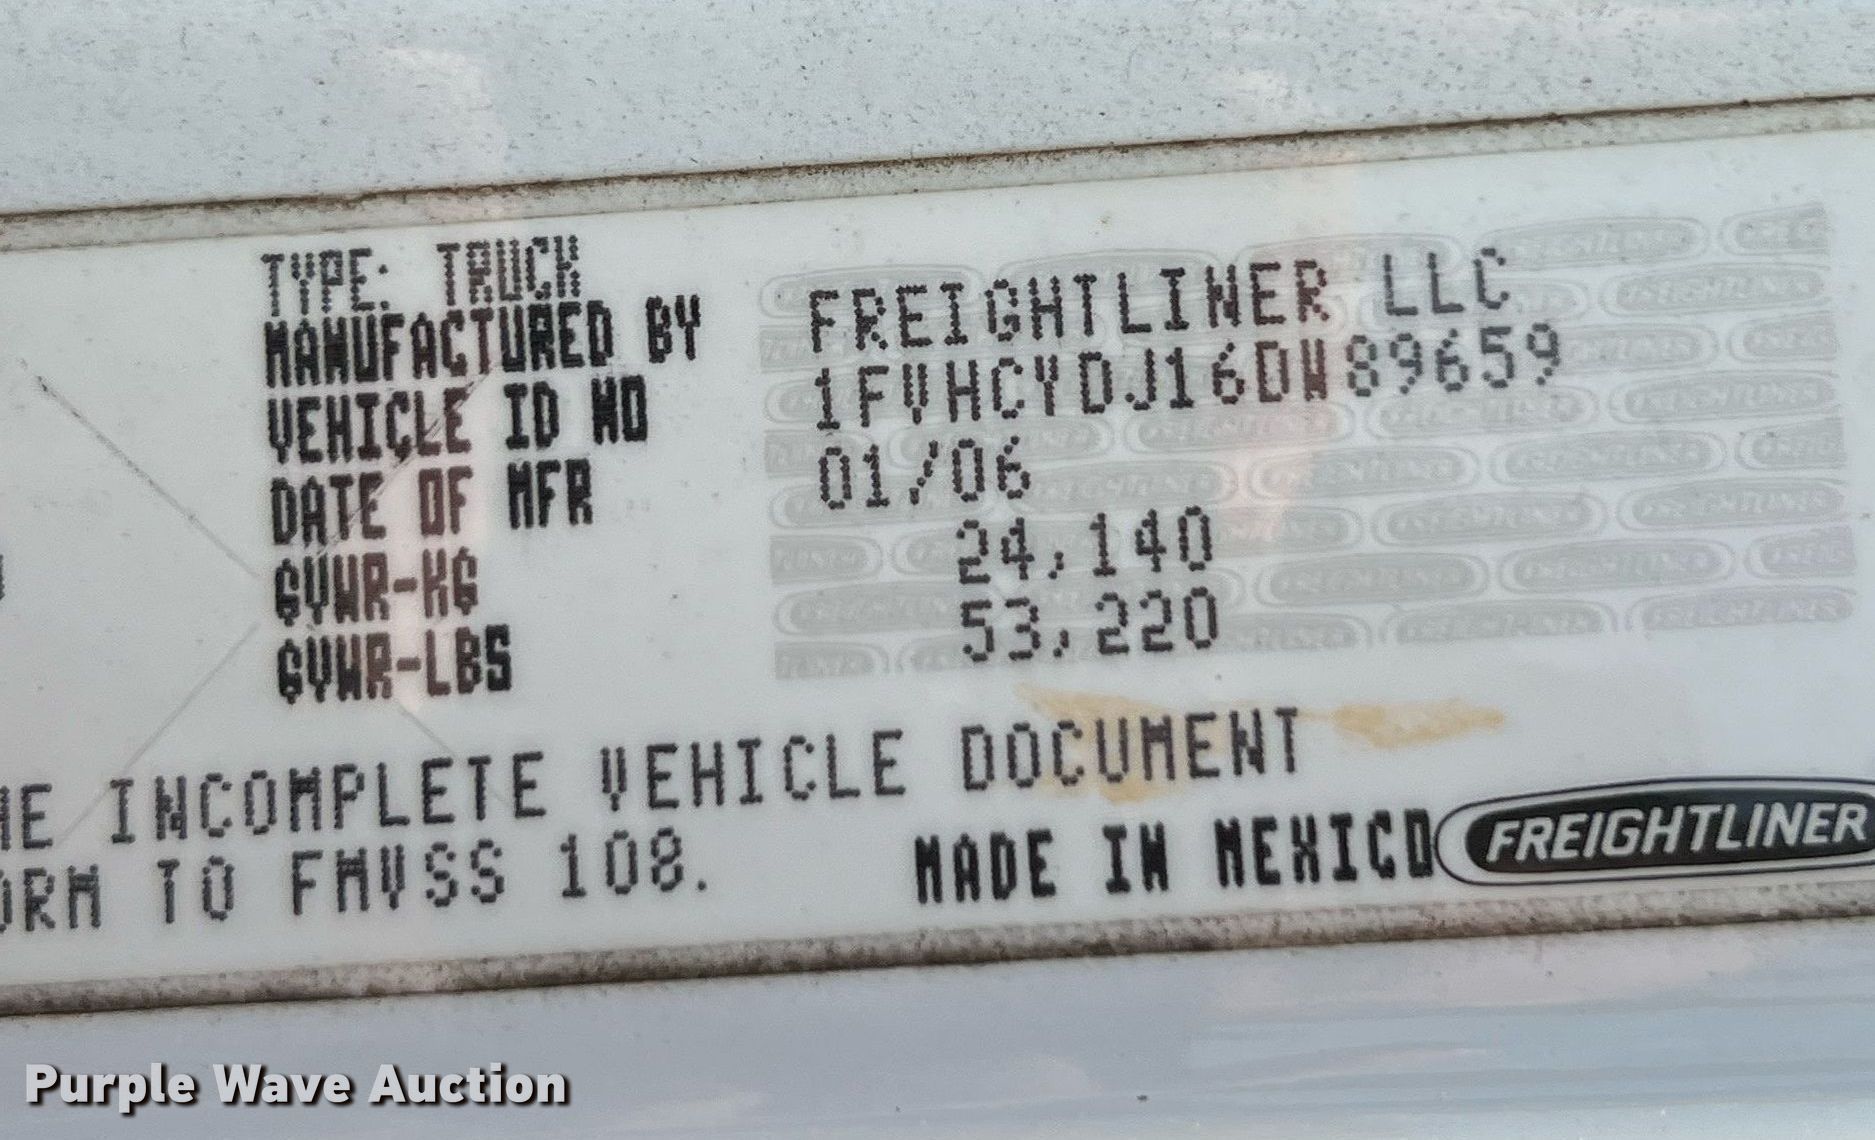 TYPE: TRUCK
MANUFACTURED BY FREIGHTLINER LLC
VEHICLE ID NO 1FVHCYDJ16DW89659
DATE OF MFR 01/06
GVWR-KG 24,140
GVWR-LBS 53,220
INCOMPLETE VEHICLE DOCUMENT
TO FMVSS 108.
MADE IN MEXICO FREIGHTLINER
Purple Wave Auction